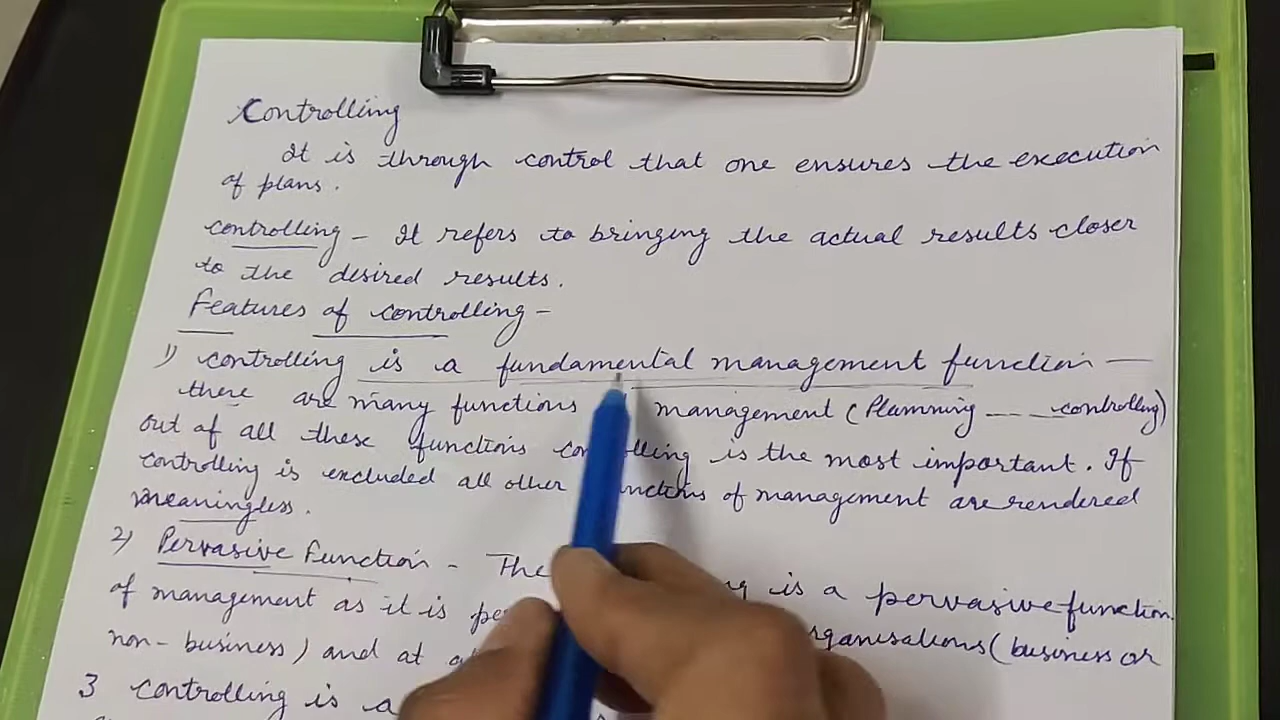 Controlling
It is through control that one ensures the execution
of plans.
controlling - It refers to bringing the actual results closer
to the desired results.
Features of controlling -
1) controlling is a fundamental management function —
there are many functions management (Planning --- controlling)
out of all these functions controlling is the most important. If
controlling is excluded all other functions of management are rendered
meaningless.
2) Pervasive Function - The is a pervasive function
of management as it is (business or
non-business) and at
3 controlling is a